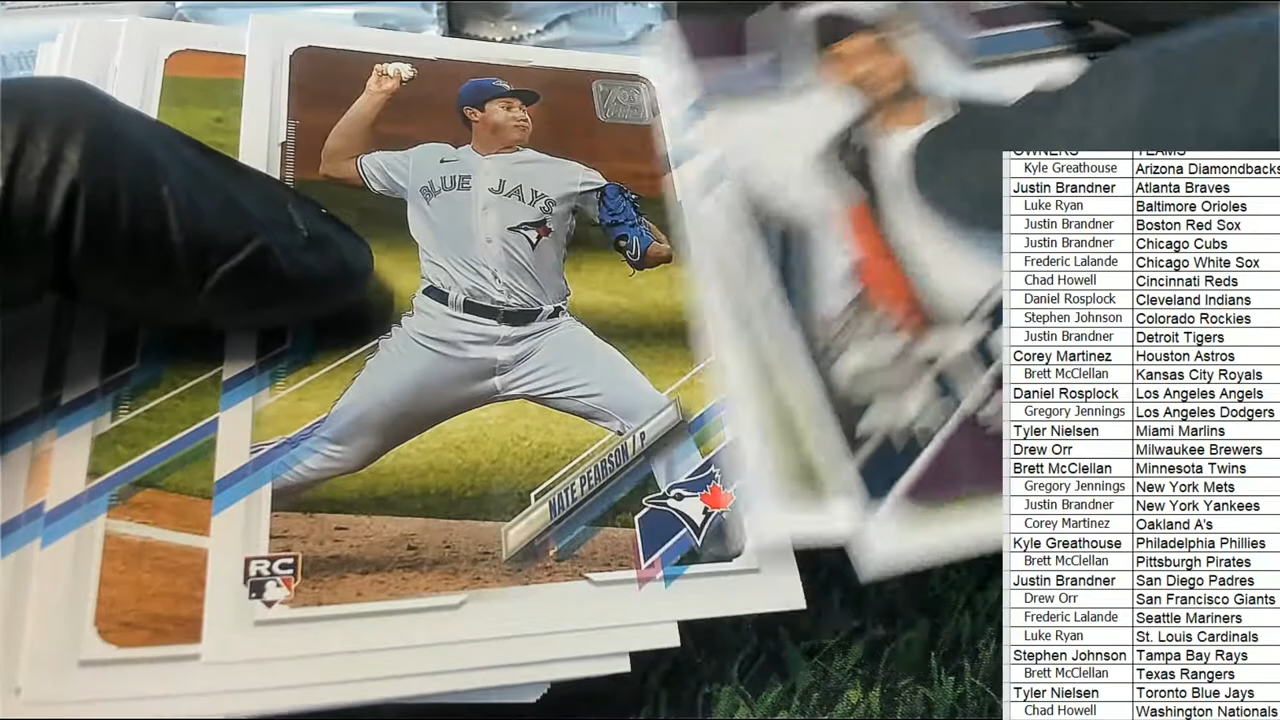 BLUE JAYS
NATE PEARSON / P
RC
OWNERS TEAMS
Kyle Greathouse Arizona Diamondbacks
Justin Brandner Atlanta Braves
Luke Ryan Baltimore Orioles
Justin Brandner Boston Red Sox
Justin Brandner Chicago Cubs
Frederic Lalande Chicago White Sox
Chad Howell Cincinnati Reds
Daniel Rosplock Cleveland Indians
Stephen Johnson Colorado Rockies
Justin Brandner Detroit Tigers
Corey Martinez Houston Astros
Brett McClellan Kansas City Royals
Daniel Rosplock Los Angeles Angels
Gregory Jennings Los Angeles Dodgers
Tyler Nielsen Miami Marlins
Drew Orr Milwaukee Brewers
Brett McClellan Minnesota Twins
Gregory Jennings New York Mets
Justin Brandner New York Yankees
Corey Martinez Oakland A's
Kyle Greathouse Philadelphia Phillies
Brett McClellan Pittsburgh Pirates
Justin Brandner San Diego Padres
Drew Orr San Francisco Giants
Frederic Lalande Seattle Mariners
Luke Ryan St. Louis Cardinals
Stephen Johnson Tampa Bay Rays
Brett McClellan Texas Rangers
Tyler Nielsen Toronto Blue Jays
Chad Howell Washington Nationals